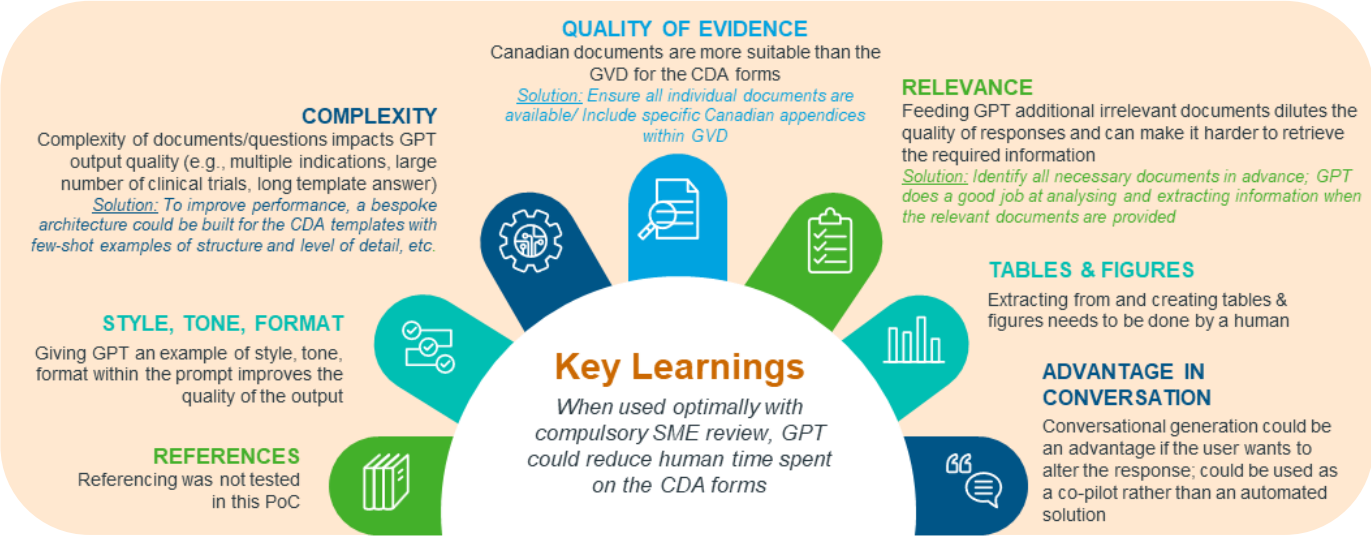 QUALITY OF EVIDENCE
Canadian documents are more suitable than the
GVD for the CDA forms
Solution: Ensure all individual documents are
available/ Include specific Canadian appendices
within GVD
COMPLEXITY
Complexity of documents/questions impacts GPT
output quality (e.g., multiple indications, large
number of clinical trials, long template answer)
Solution: To improve performance, a bespoke
architecture could be built for the CDA templates with
few-shot examples of structure and level of detail, etc.
RELEVANCE
Feeding GPT additional irrelevant documents dilutes the
quality of responses and can make it harder to retrieve
the required information
Solution: Identify all necessary documents in advance; GPT
does a good job at analysing and extracting information when
the relevant documents are provided
STYLE, TONE, FORMAT
Giving GPT an example of style, tone,
format within the prompt improves the
quality of the output
TABLES & FIGURES
Extracting from and creating tables &
figures needs to be done by a human
REFERENCES
Referencing was not tested
in this PoC
Key Learnings
When used optimally with
compulsory SME review, GPT
could reduce human time spent
on the CDA forms
ADVANTAGE IN
CONVERSATION
Conversational generation could be
an advantage if the user wants to
alter the response; could be used as
a co-pilot rather than an automated
solution